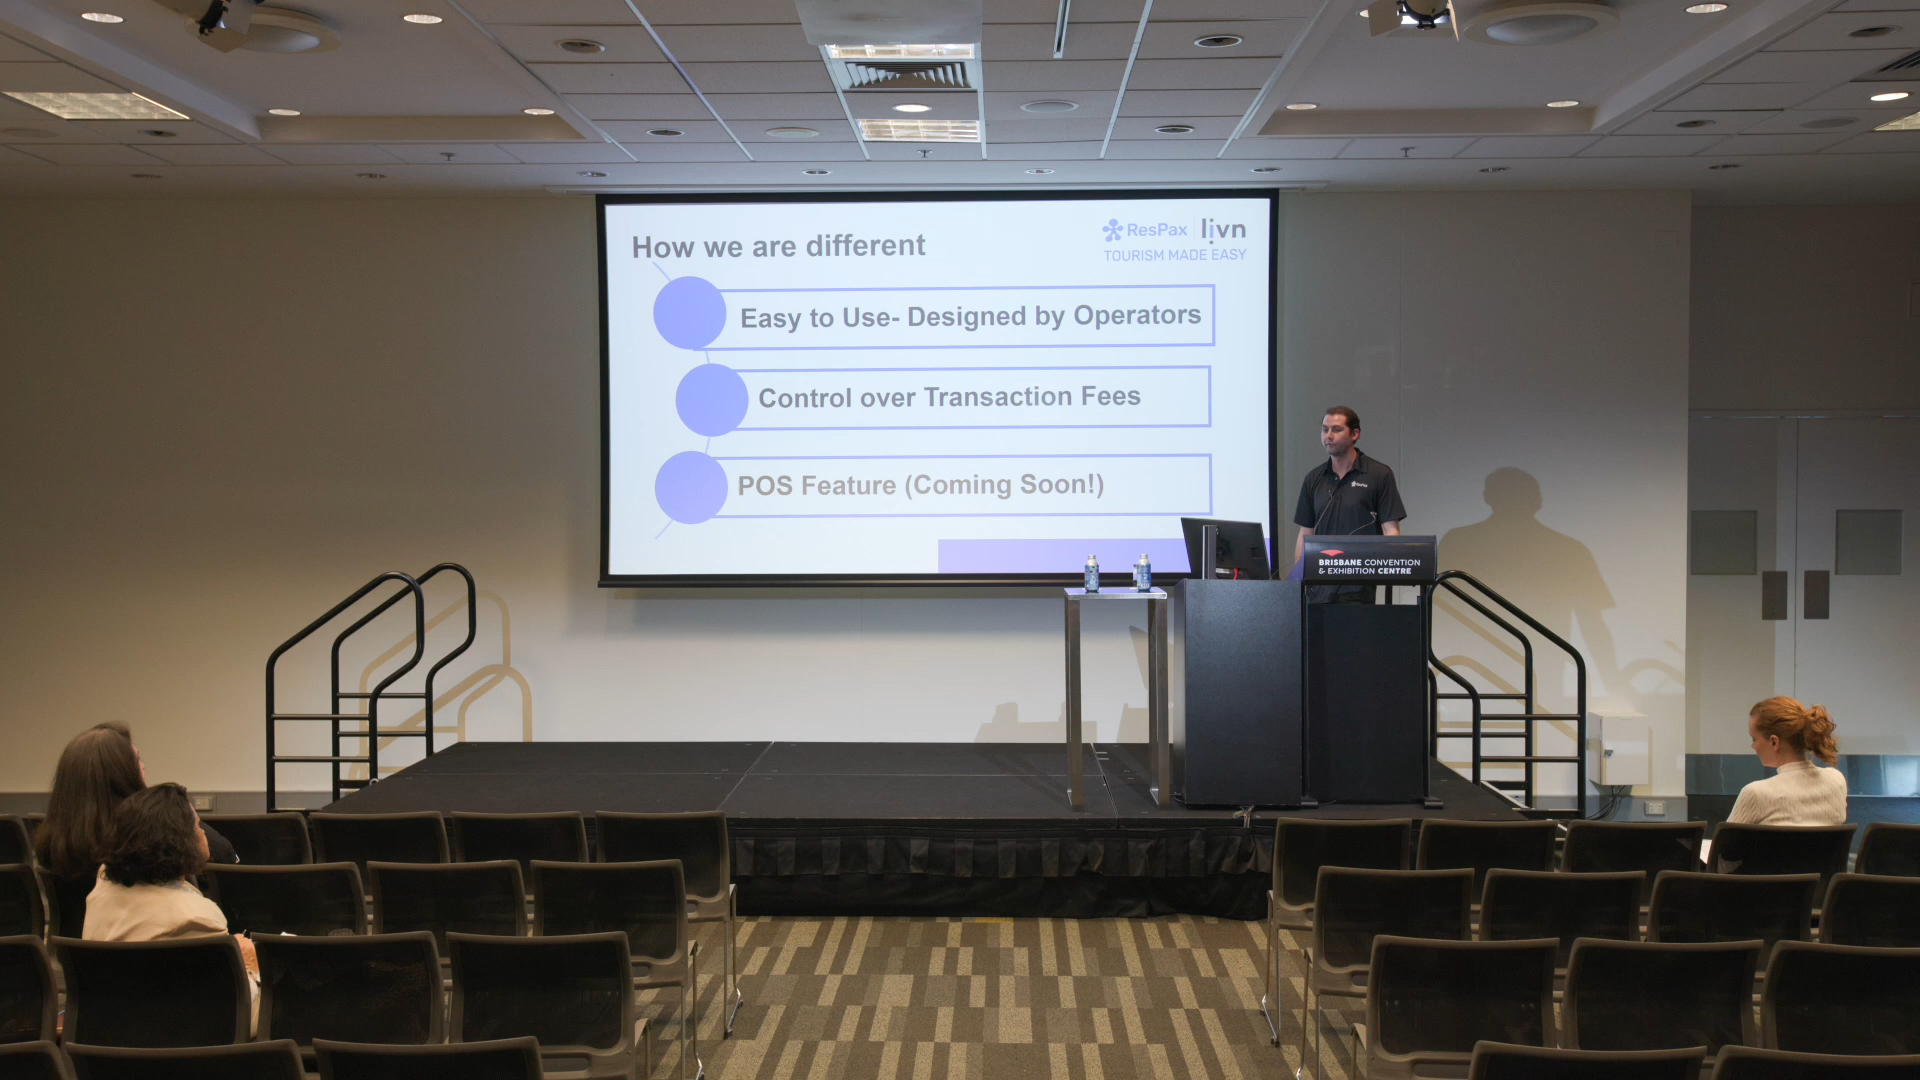 How we are different
ResPax | livn
TOURISM MADE EASY
Easy to Use- Designed by Operators
Control over Transaction Fees
POS Feature (Coming Soon!)
ResPax
BRISBANE CONVENTION
& EXHIBITION CENTRE